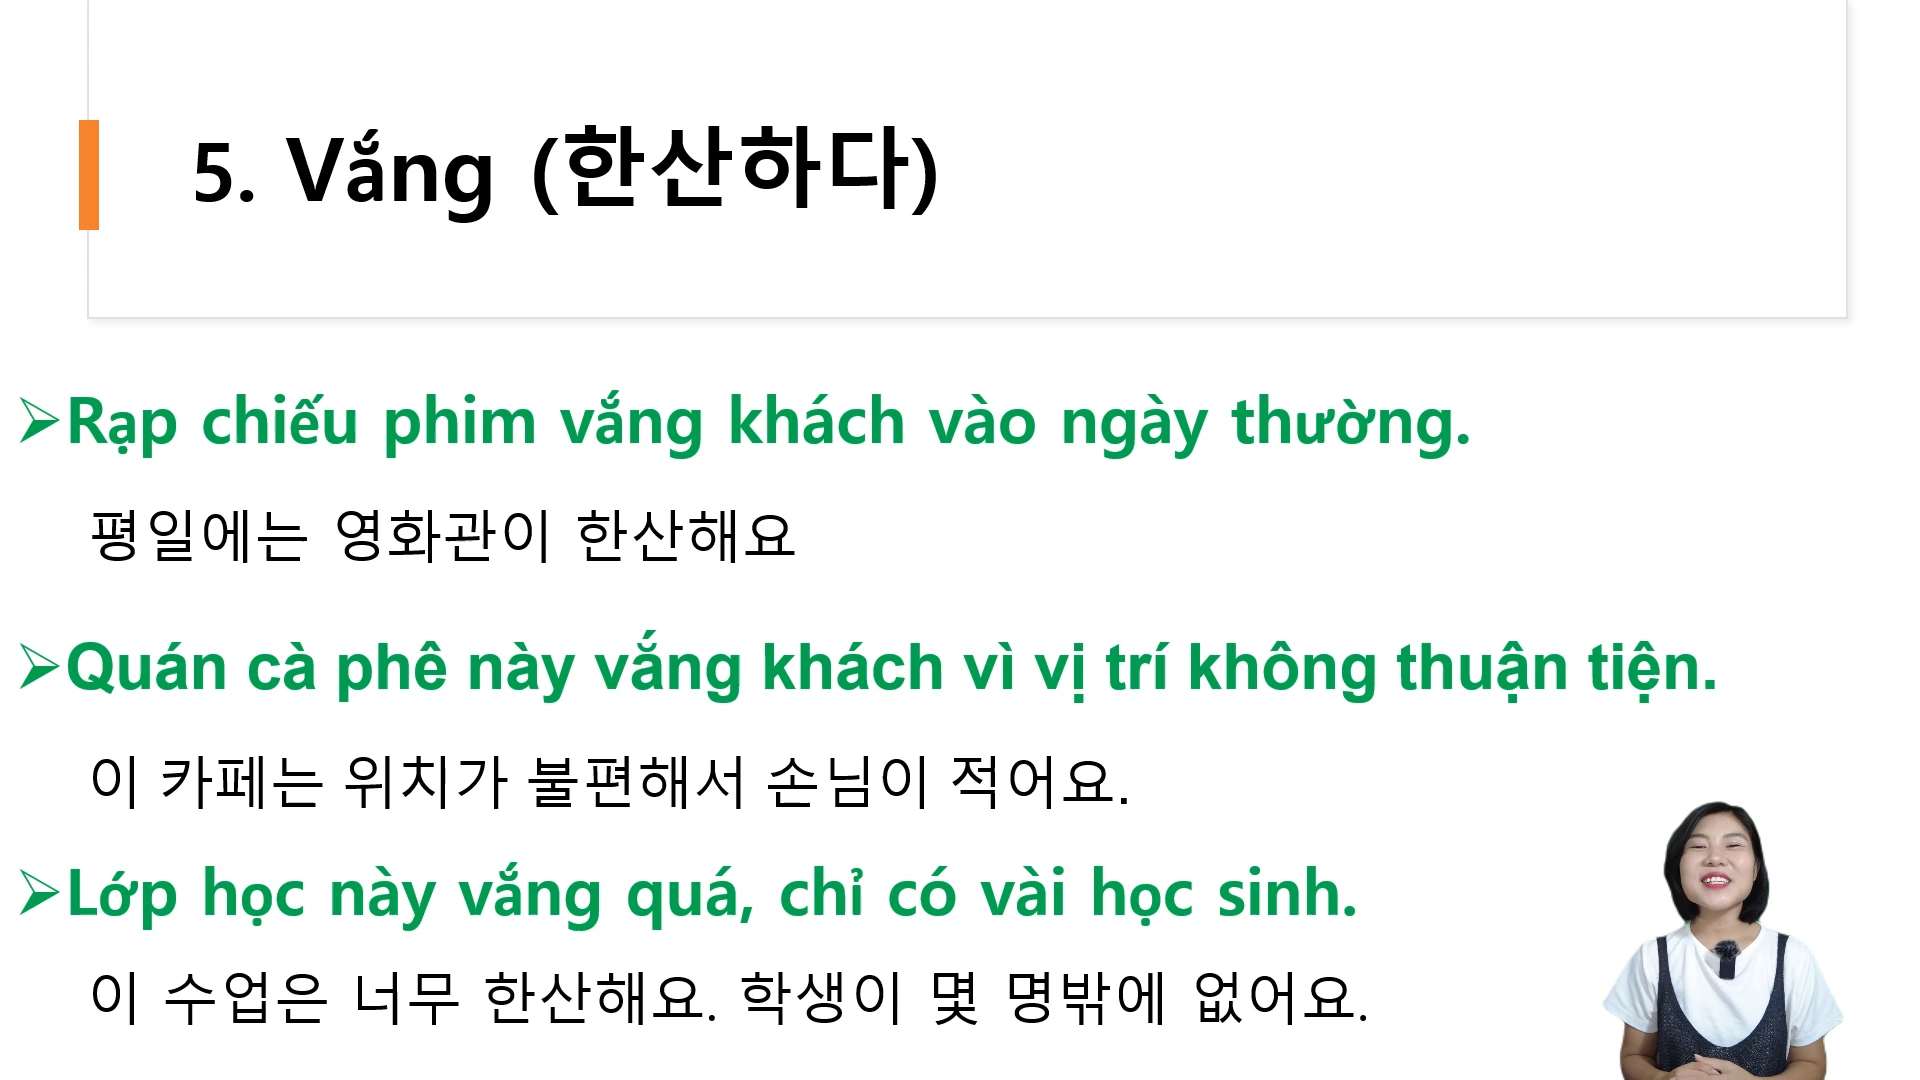 5. Vắng (한산하다)
Rạp chiếu phim vắng khách vào ngày thường.
평일에는 영화관이 한산해요
Quán cà phê này vắng khách vì vị trí không thuận tiện.
이 카페는 위치가 불편해서 손님이 적어요.
Lớp học này vắng quá, chỉ có vài học sinh.
이 수업은 너무 한산해요. 학생이 몇 명밖에 없어요.